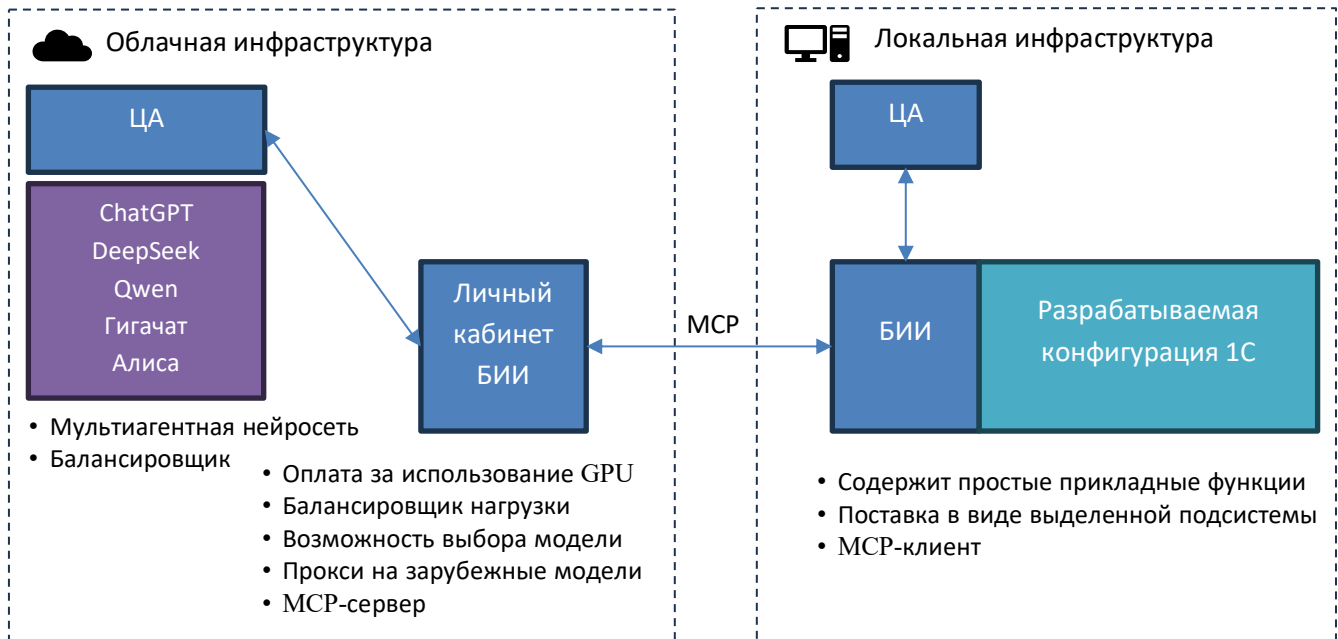 Облачная инфраструктура
ЦА
ChatGPT
DeepSeek
Qwen
Гигачат
Алиса
• Мультиагентная нейросеть
• Балансировщик
Личный
кабинет
БИИ
• Оплата за использование GPU
• Балансировщик нагрузки
• Возможность выбора модели
• Прокси на зарубежные модели
• MCP-сервер
MCP
Локальная инфраструктура
ЦА
БИИ
Разрабатываемая
конфигурация 1С
• Содержит простые прикладные функции
• Поставка в виде выделенной подсистемы
• MCP-клиент